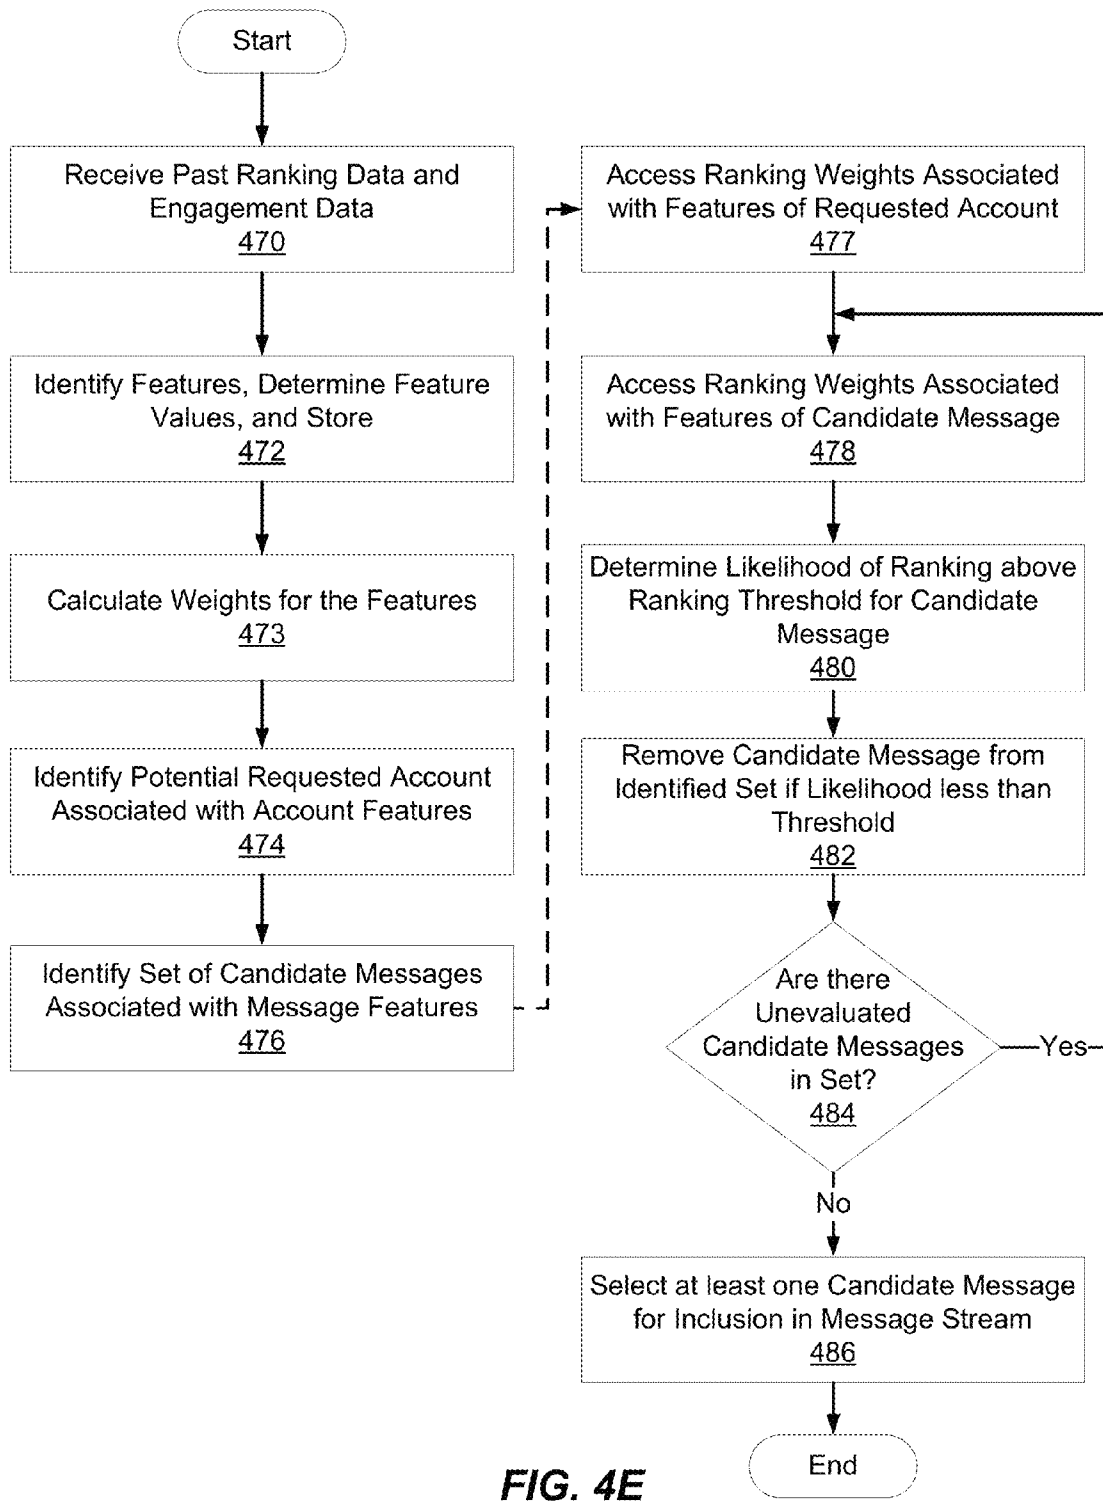 Start
Receive Past Ranking Data and
Engagement Data
470
Identify Features, Determine Feature
Values, and Store
472
Calculate Weights for the Features
473
Identify Potential Requested Account
Associated with Account Features
474
Identify Set of Candidate Messages
Associated with Message Features
476
Access Ranking Weights Associated
with Features of Requested Account
477
Access Ranking Weights Associated
with Features of Candidate Message
478
Determine Likelihood of Ranking above
Ranking Threshold for Candidate
Message
480
Remove Candidate Message from
Identified Set if Likelihood less than
Threshold
482
Are there
Unevaluated
Candidate Messages
in Set?
484
Yes
No
Select at least one Candidate Message
for Inclusion in Message Stream
486
End
FIG. 4E